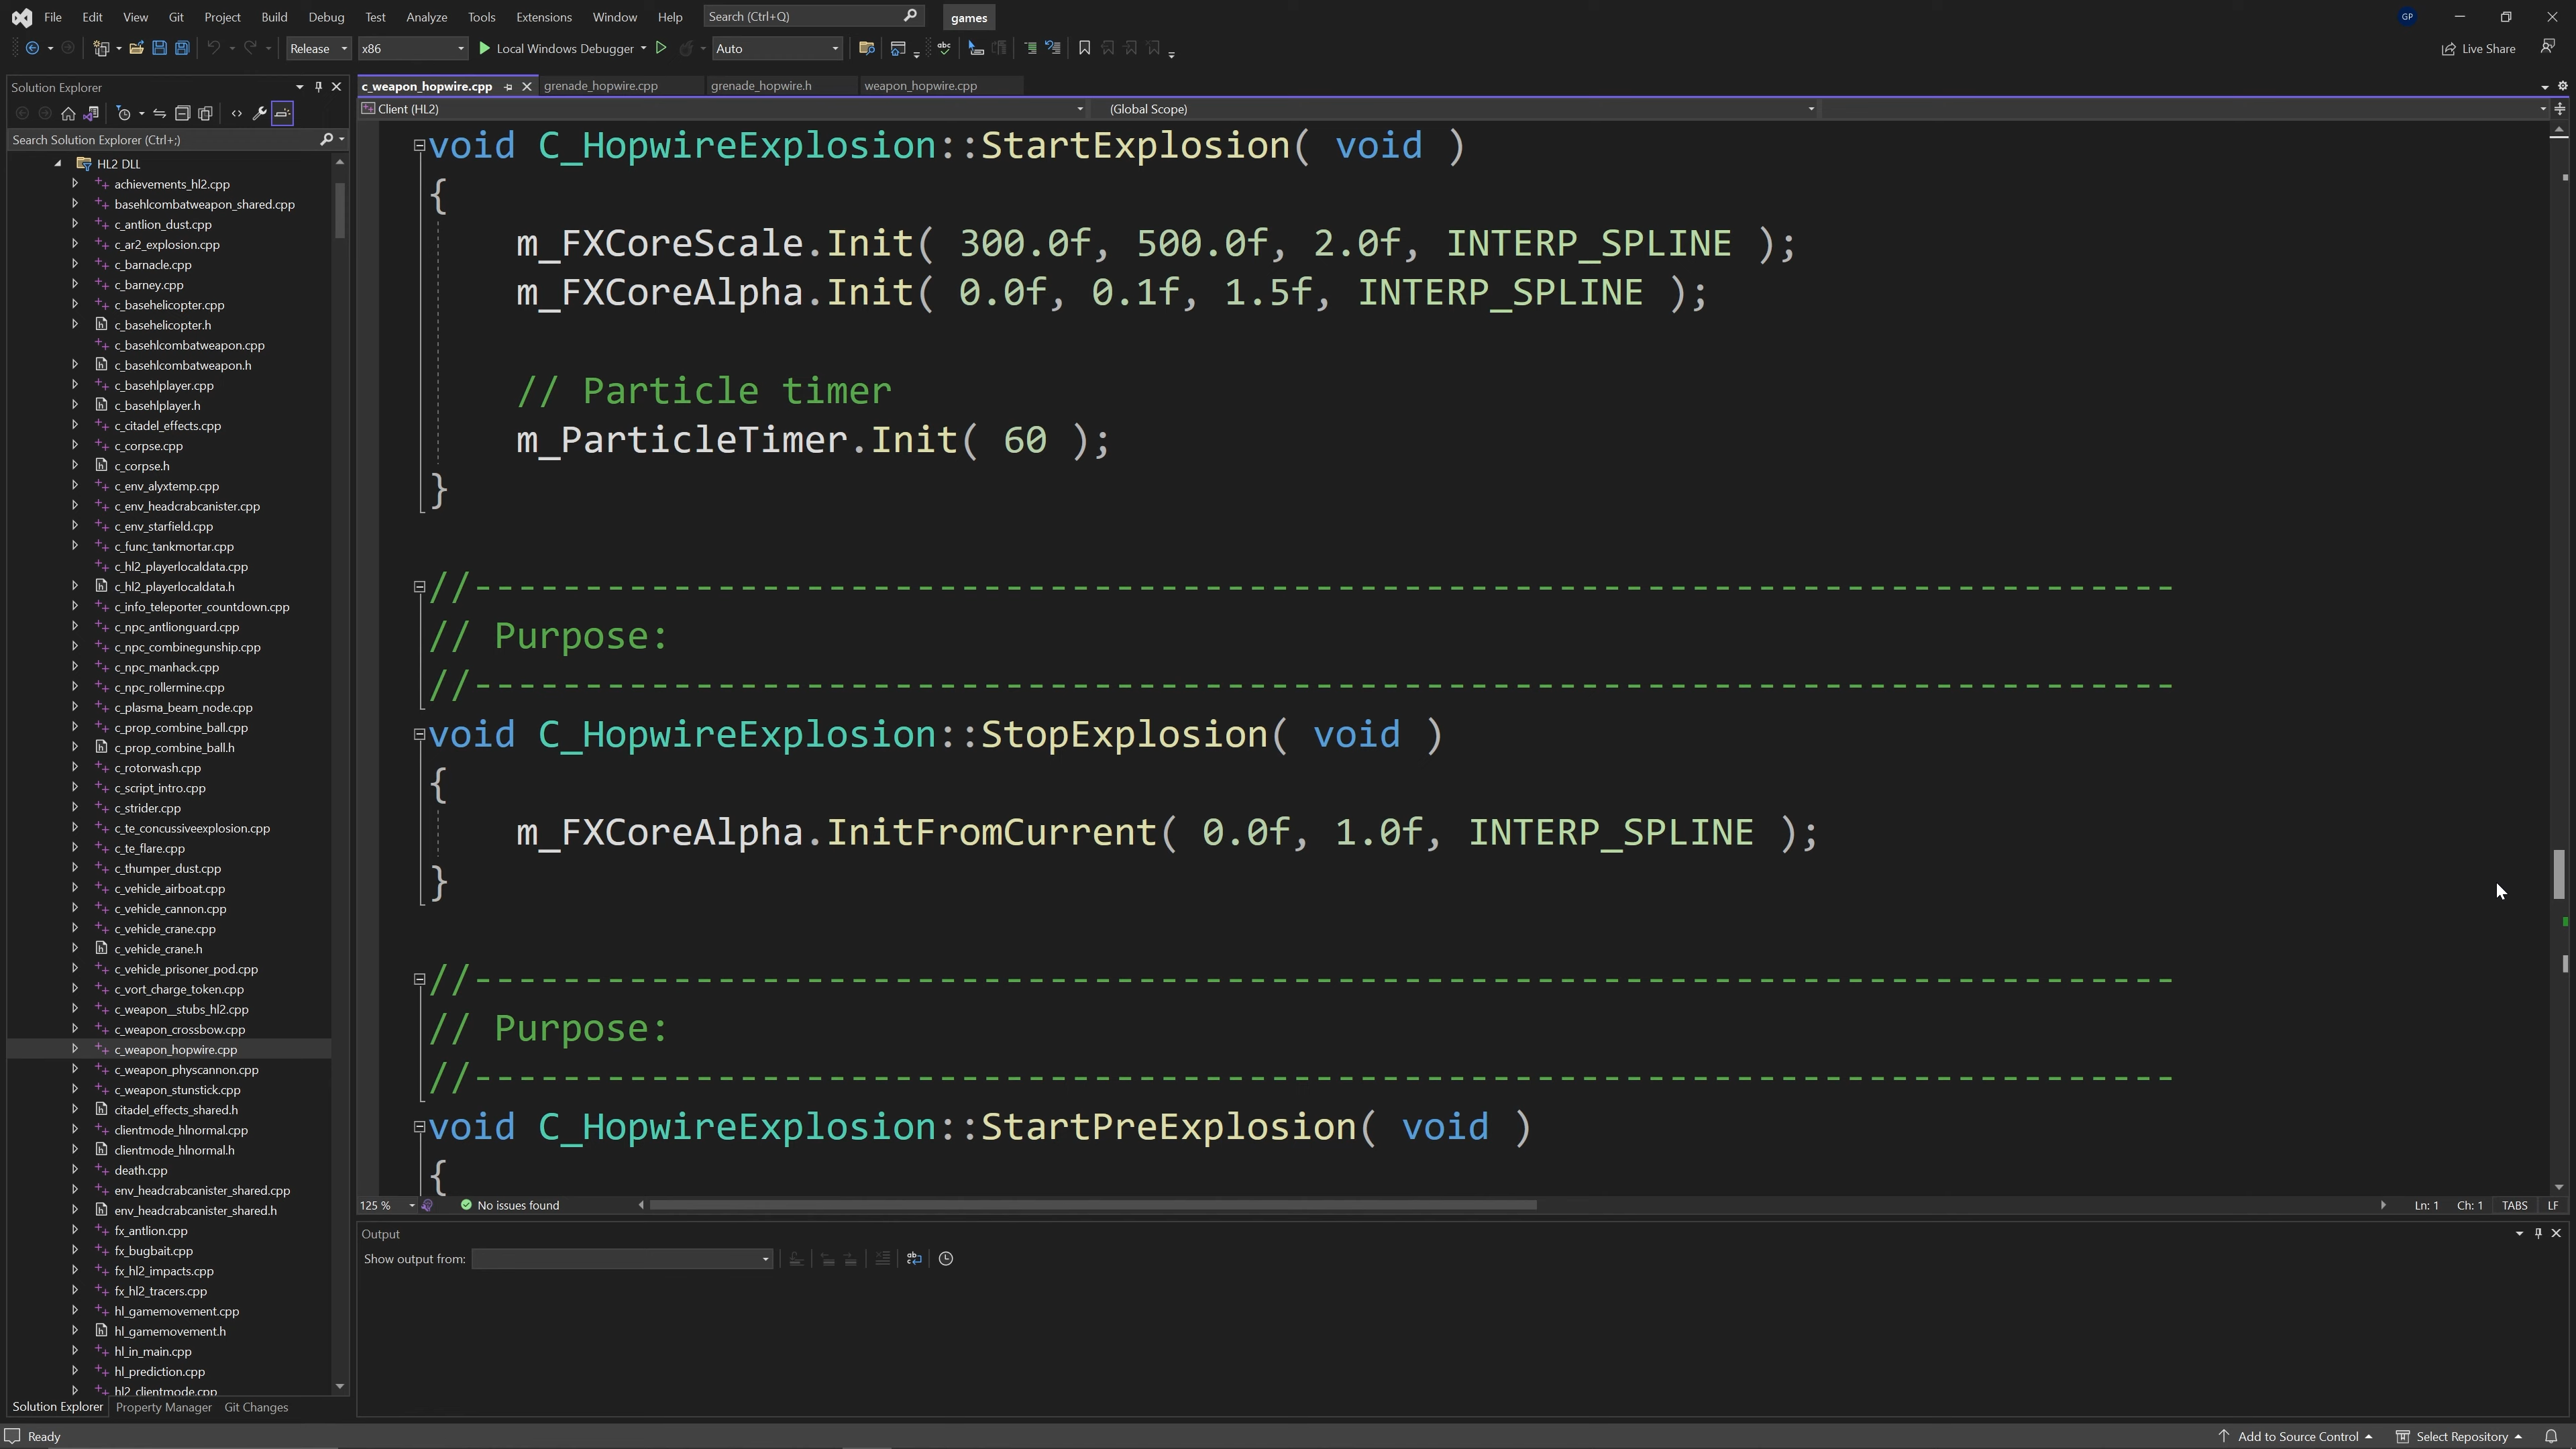 File Edit View Git Project Build Debug Test Analyze Tools Extensions Window Help Search (Ctrl+Q) games GP
Release x86 Local Windows Debugger Auto Live Share
Solution Explorer
Search Solution Explorer (Ctrl+;)
HL2 DLL
achievements_hl2.cpp
basehlcombatweapon_shared.cpp
c_antlion_dust.cpp
c_ar2_explosion.cpp
c_barnacle.cpp
c_barney.cpp
c_basehelicopter.cpp
c_basehelicopter.h
c_basehlcombatweapon.cpp
c_basehlcombatweapon.h
c_basehlplayer.cpp
c_basehlplayer.h
c_citadel_effects.cpp
c_corpse.cpp
c_corpse.h
c_env_alyxtemp.cpp
c_env_headcrabcanister.cpp
c_env_starfield.cpp
c_func_tankmortar.cpp
c_hl2_playerlocaldata.cpp
c_hl2_playerlocaldata.h
c_info_teleporter_countdown.cpp
c_npc_antlionguard.cpp
c_npc_combinegunship.cpp
c_npc_manhack.cpp
c_npc_rollermine.cpp
c_plasma_beam_node.cpp
c_prop_combine_ball.cpp
c_prop_combine_ball.h
c_rotorwash.cpp
c_script_intro.cpp
c_strider.cpp
c_te_concussiveexplosion.cpp
c_te_flare.cpp
c_thumper_dust.cpp
c_vehicle_airboat.cpp
c_vehicle_cannon.cpp
c_vehicle_crane.cpp
c_vehicle_crane.h
c_vehicle_prisoner_pod.cpp
c_vort_charge_token.cpp
c_weapon__stubs_hl2.cpp
c_weapon_crossbow.cpp
c_weapon_hopwire.cpp
c_weapon_physcannon.cpp
c_weapon_stunstick.cpp
citadel_effects_shared.h
clientmode_hlnormal.cpp
clientmode_hlnormal.h
death.cpp
env_headcrabcanister_shared.cpp
env_headcrabcanister_shared.h
fx_antlion.cpp
fx_bugbait.cpp
fx_hl2_impacts.cpp
fx_hl2_tracers.cpp
hl_gamemovement.cpp
hl_gamemovement.h
hl_in_main.cpp
hl_prediction.cpp
hl2_clientmode.cpp
Solution Explorer Property Manager Git Changes
c_weapon_hopwire.cpp grenade_hopwire.cpp grenade_hopwire.h weapon_hopwire.cpp
Client (HL2) (Global Scope)
void C_HopwireExplosion::StartExplosion( void )
{
m_FXCoreScale.Init( 300.0f, 500.0f, 2.0f, INTERP_SPLINE );
m_FXCoreAlpha.Init( 0.0f, 0.1f, 1.5f, INTERP_SPLINE );
// Particle timer
m_ParticleTimer.Init( 60 );
}
//-----------------------------------------------------------------------------
// Purpose:
//-----------------------------------------------------------------------------
void C_HopwireExplosion::StopExplosion( void )
{
m_FXCoreAlpha.InitFromCurrent( 0.0f, 1.0f, INTERP_SPLINE );
}
//-----------------------------------------------------------------------------
// Purpose:
//-----------------------------------------------------------------------------
void C_HopwireExplosion::StartPreExplosion( void )
{
125 % No issues found Ln: 1 Ch: 1 TABS LF
Output
Show output from:
Ready Add to Source Control Select Repository